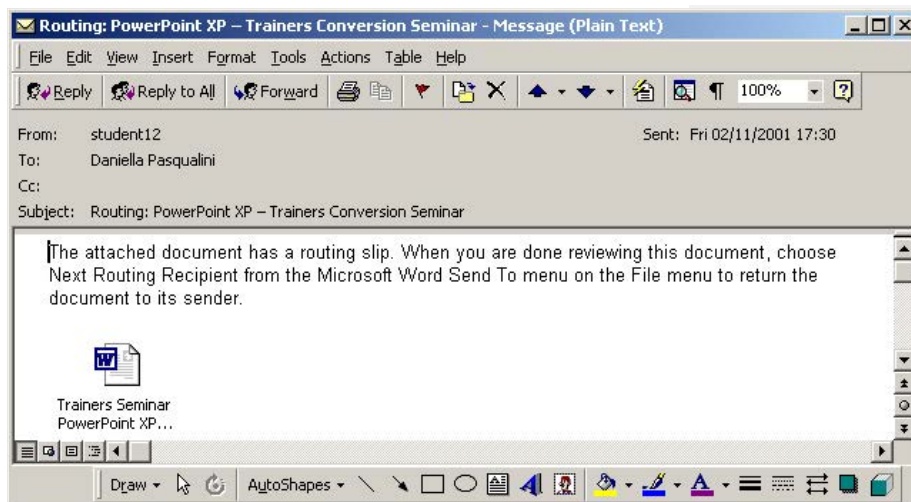 Routing: PowerPoint XP – Trainers Conversion Seminar - Message (Plain Text)
File Edit View Insert Format Tools Actions Table Help
Reply Reply to All Forward 100%
From: student12 Sent: Fri 02/11/2001 17:30
To: Daniella Pasqualini
Cc:
Subject: Routing: PowerPoint XP – Trainers Conversion Seminar
The attached document has a routing slip. When you are done reviewing this document, choose
Next Routing Recipient from the Microsoft Word Send To menu on the File menu to return the
document to its sender.
Trainers Seminar
PowerPoint XP...
Draw AutoShapes